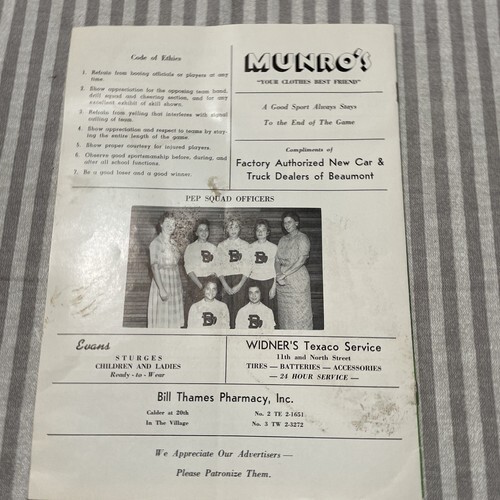 Code of Ethics
1. Refrain from booing officials or players at any
time.
2. Show appreciation for the opposing team band,
drill squad and cheering section, and for any
excellent exhibit of skill shown.
3. Refrain from yelling that interferes with signal
calling of team.
4. Show appreciation and respect to teams by stay-
ing the entire length of the game.
5. Show proper courtesy for injured players.
6. Observe good sportsmanship before, during, and
after all school functions.
7. Be a good loser and a good winner.
MUNRO'S
"YOUR CLOTHES BEST FRIEND"
A Good Sport Always Stays
To the End of The Game
Compliments of
Factory Authorized New Car &
Truck Dealers of Beaumont
PEP SQUAD OFFICERS
B
B
B
B
B
Evans
STURGES
CHILDREN AND LADIES
Ready-to-Wear
WIDNER'S Texaco Service
11th and North Street
TIRES — BATTERIES — ACCESSORIES
— 24 HOUR SERVICE —
Bill Thames Pharmacy, Inc.
Calder at 20th
In The Village
No. 2 TE 2-1651
No. 3 TW 2-3272
We Appreciate Our Advertisers —
Please Patronize Them.